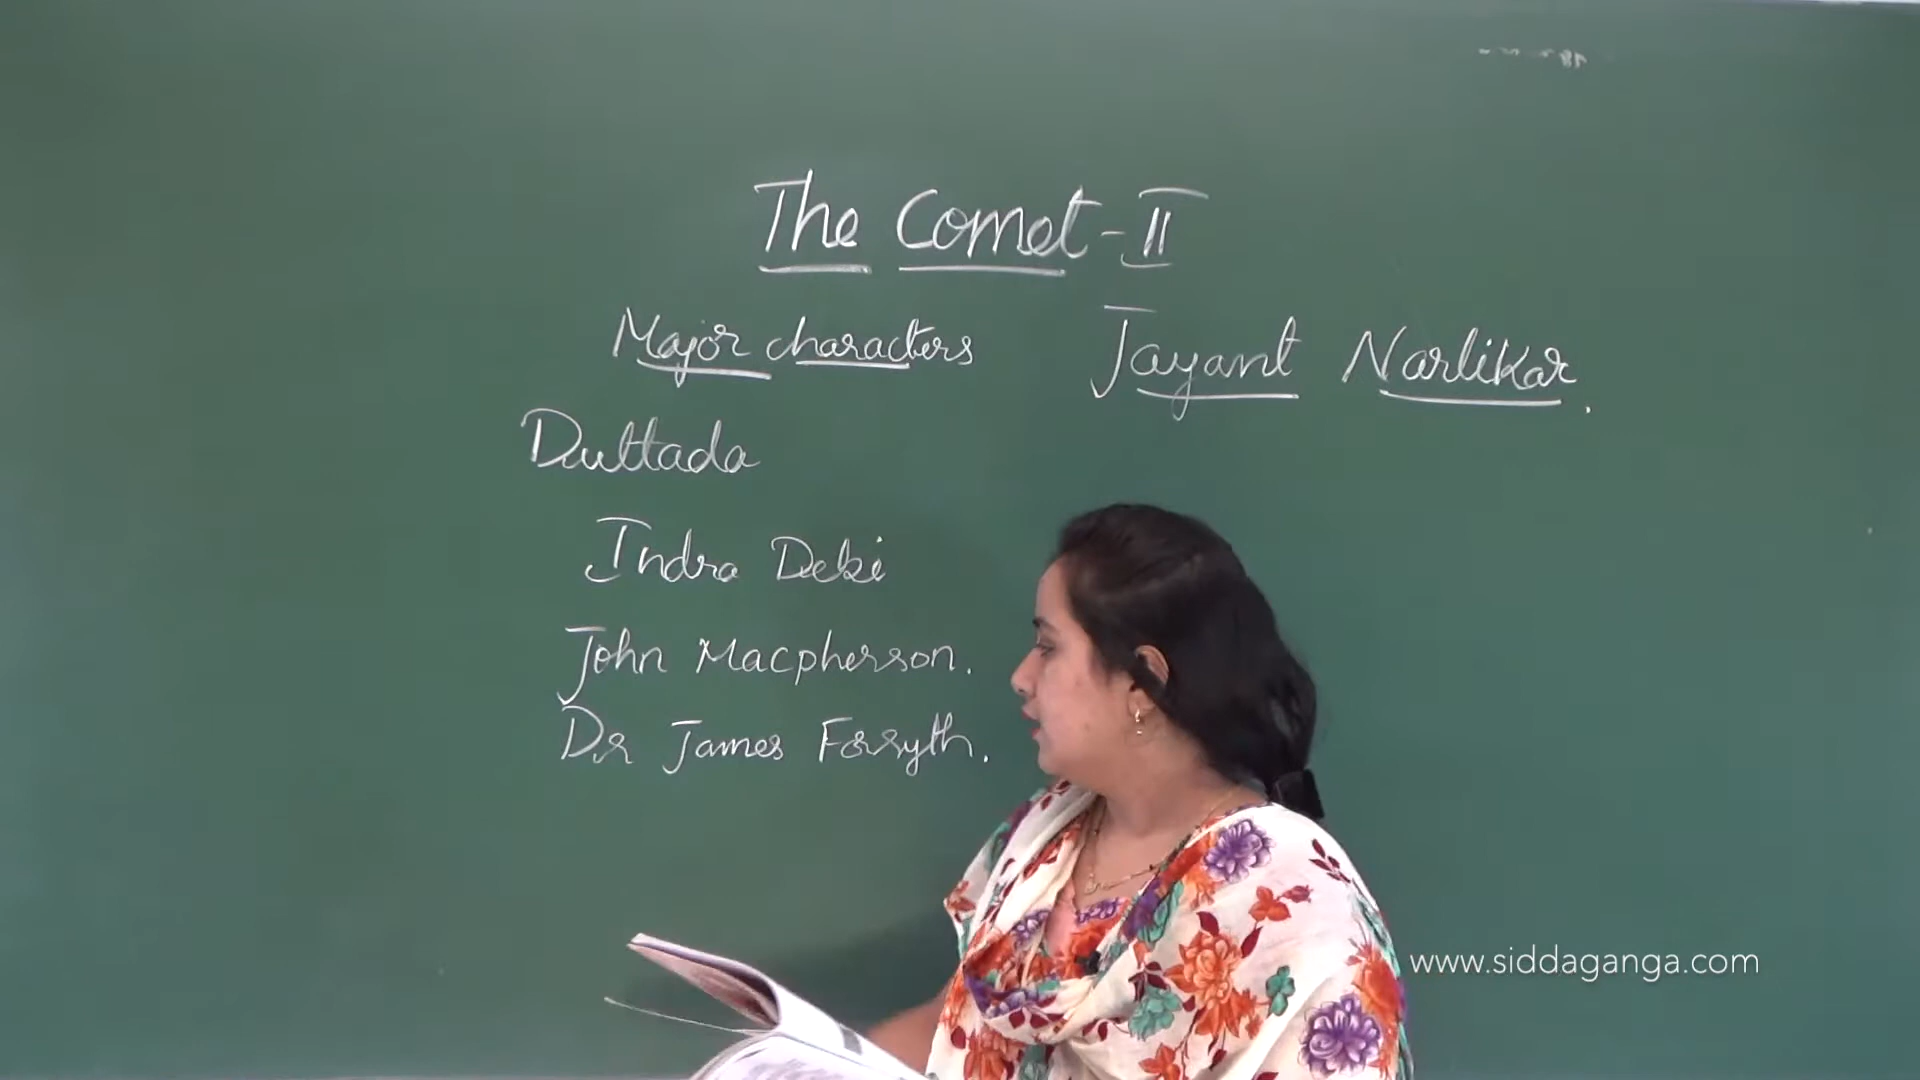 The Comet - II
Major characters
Jayant Narlikar.
Duttada
Indra Debi
John Macpherson.
Dr James Forsyth.
www.siddaganga.com